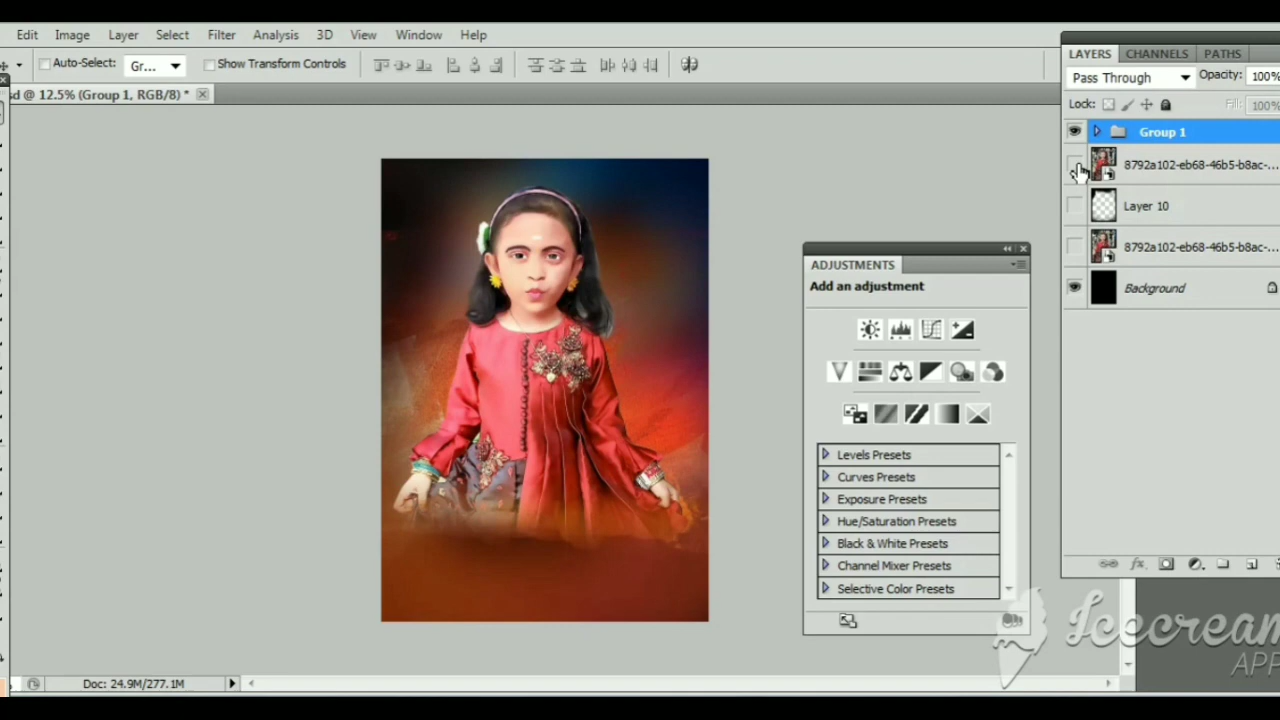 Edit Image Layer Select Filter Analysis 3D View Window Help
Auto-Select: Gr... Show Transform Controls
sd @ 12.5% (Group 1, RGB/8) *
LAYERS CHANNELS PATHS
Pass Through Opacity: 100%
Lock: Fill: 100%
Group 1
8792a102-eb68-46b5-b8ac-...
Layer 10
8792a102-eb68-46b5-b8ac-...
Background
ADJUSTMENTS
Add an adjustment
Levels Presets
Curves Presets
Exposure Presets
Hue/Saturation Presets
Black & White Presets
Channel Mixer Presets
Selective Color Presets
Doc: 24.9M/277.1M
Icecream
APP